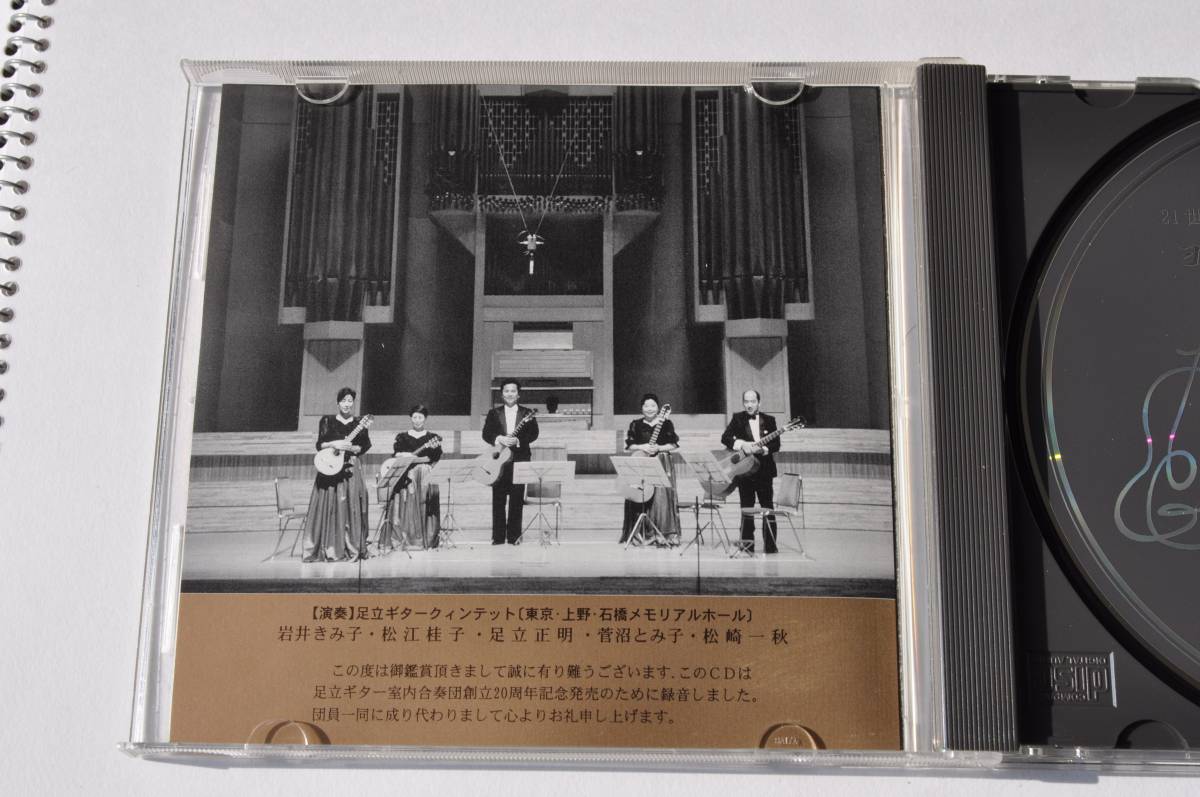 【演奏】足立ギタークィンテット〔東京・上野・石橋メモリアルホール〕
岩井きみ子・松江桂子・足立正明・菅沼とみ子・松崎一秋
この度は御鑑賞頂きまして誠に有り難うございます.このCDは
足立ギター室内合奏団創立20周年記念発売のために録音しました。
団員一同に成り代わりまして心よりお礼申し上げます。